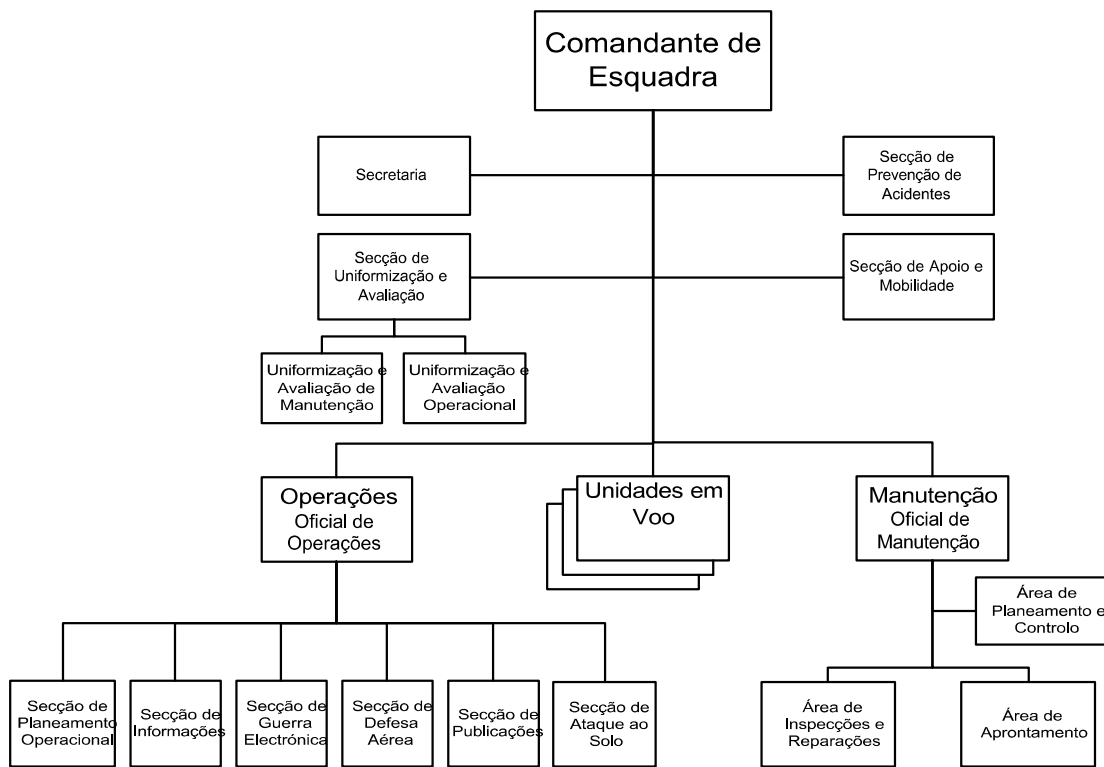 Comandante de
Esquadra
Secretaria
Secção de
Prevenção de
Acidentes
Secção de
Uniformização e
Avaliação
Secção de Apoio e
Mobilidade
Uniformização e
Avaliação de
Manutenção
Uniformização e
Avaliação
Operacional
Operações
Oficial de
Operações
Unidades em
Voo
Manutenção
Oficial de
Manutenção
Área de
Planeamento e
Controlo
Secção de
Planeamento
Operacional
Secção de
Informações
Secção de
Guerra
Electrónica
Secção de
Defesa
Aérea
Secção de
Publicações
Secção de
Ataque ao
Solo
Área de
Inspecções e
Reparações
Área de
Aprontamento